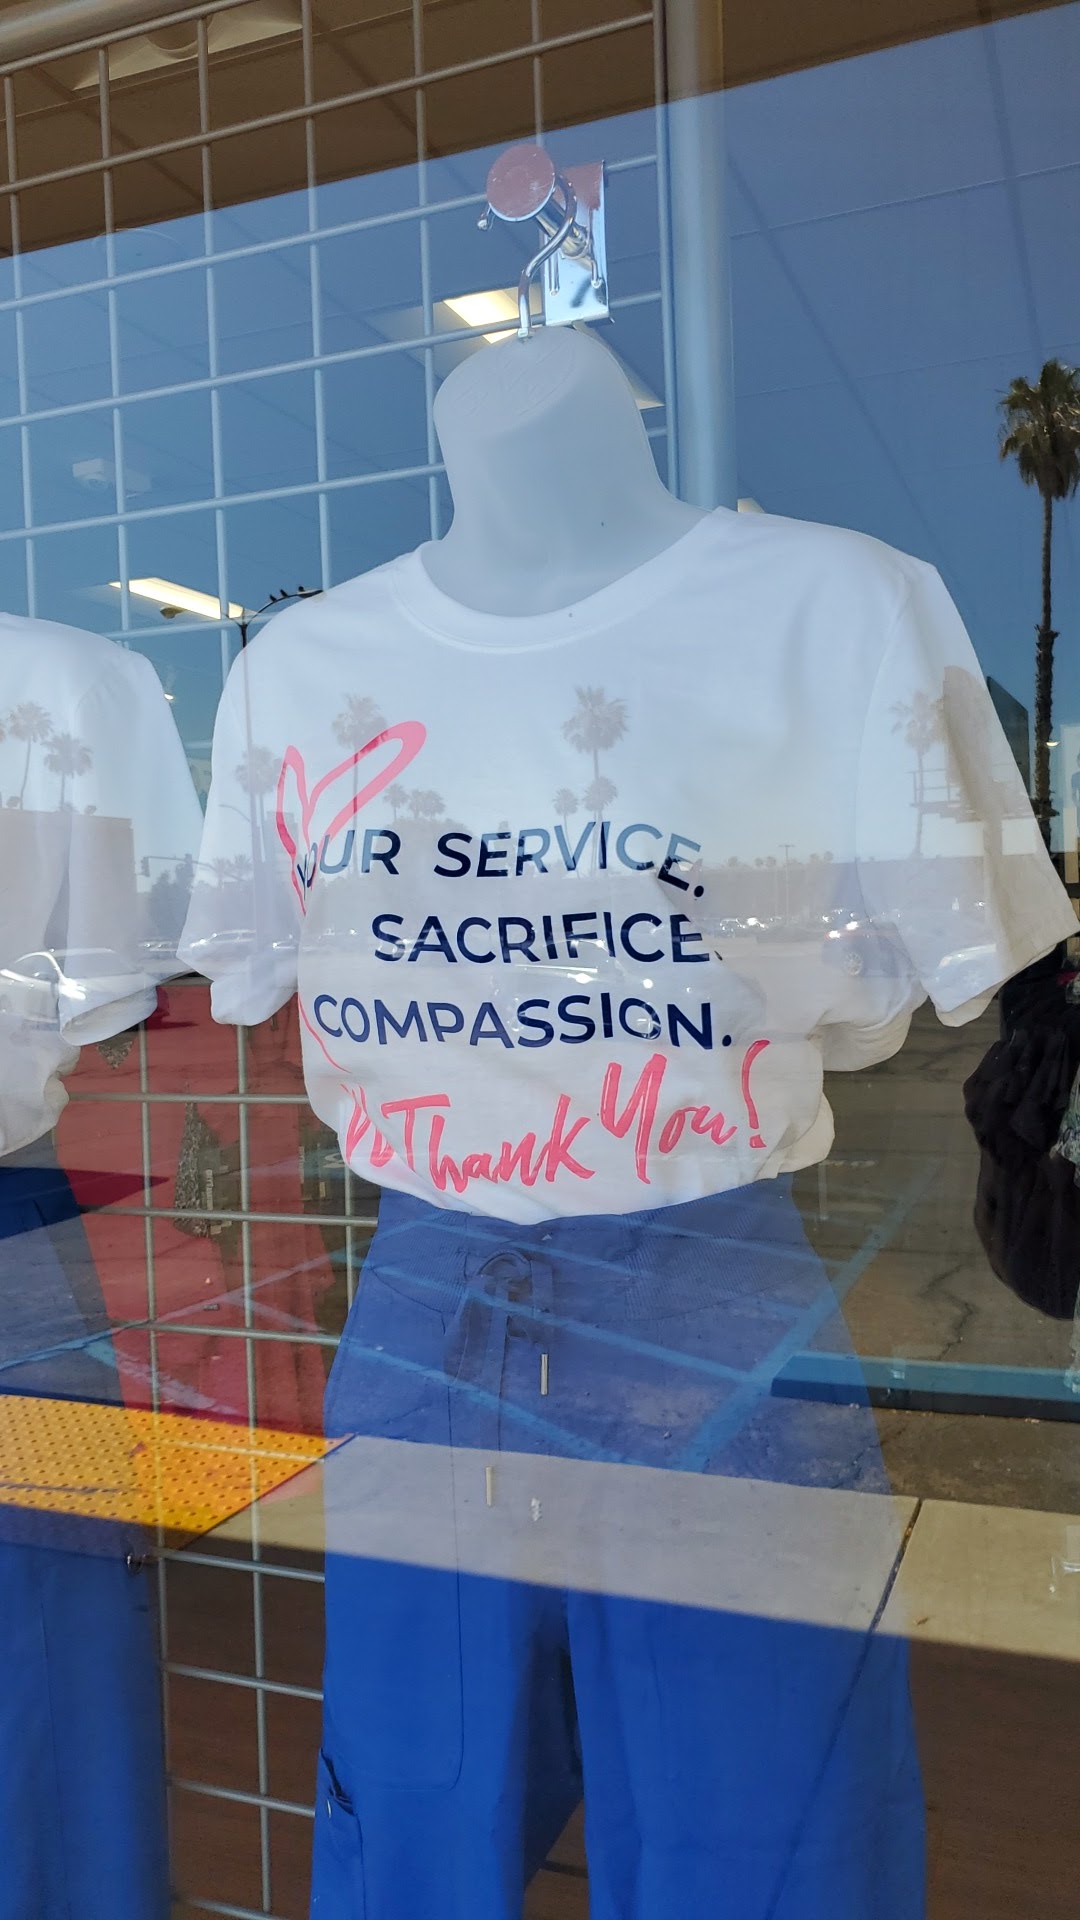 YOUR SERVICE.
SACRIFICE.
COMPASSION.
Thank You!